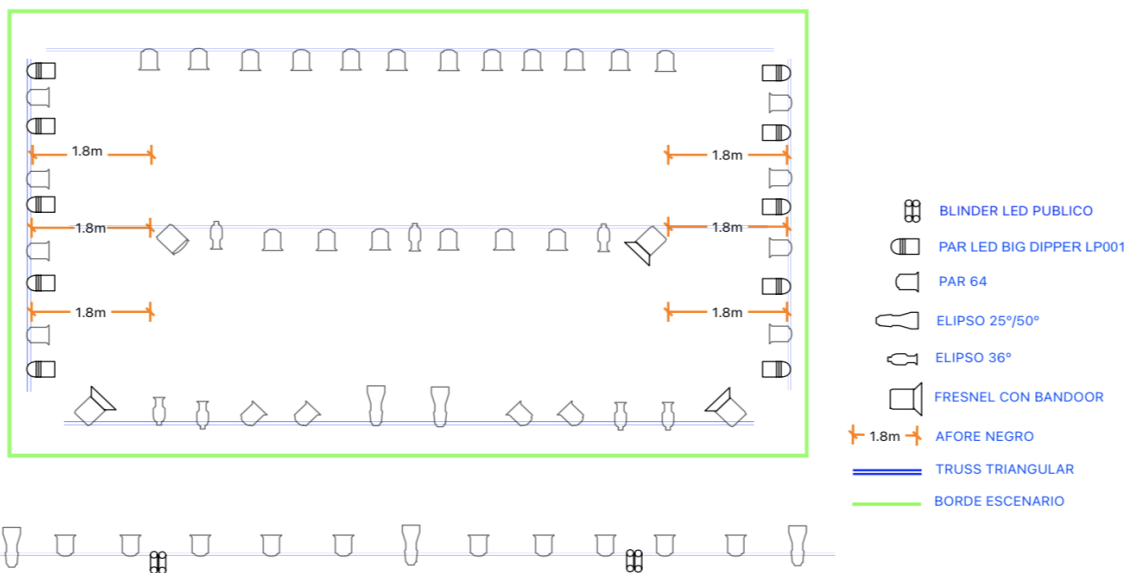 1.8m
1.8m
1.8m
1.8m
1.8m
1.8m
BLINDER LED PUBLICO
PAR LED BIG DIPPER LP001
PAR 64
ELIPSO 25º/50º
ELIPSO 36º
FRESNEL CON BANDOOR
1.8m AFORE NEGRO
TRUSS TRIANGULAR
BORDE ESCENARIO